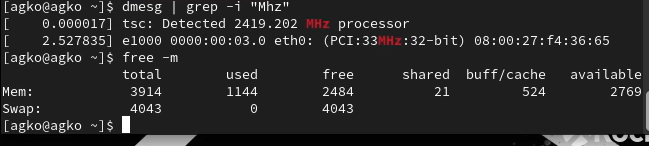 [agko@agko ~]$ dmesg | grep -i "Mhz"
[    0.000017] tsc: Detected 2419.202 MHz processor
[    2.527835] e1000 0000:00:03.0 eth0: (PCI:33MHz:32-bit) 08:00:27:f4:36:65
[agko@agko ~]$ free -m
total used free shared buff/cache available
Mem: 3914 1144 2484 21 524 2769
Swap: 4043 0 4043
[agko@agko ~]$